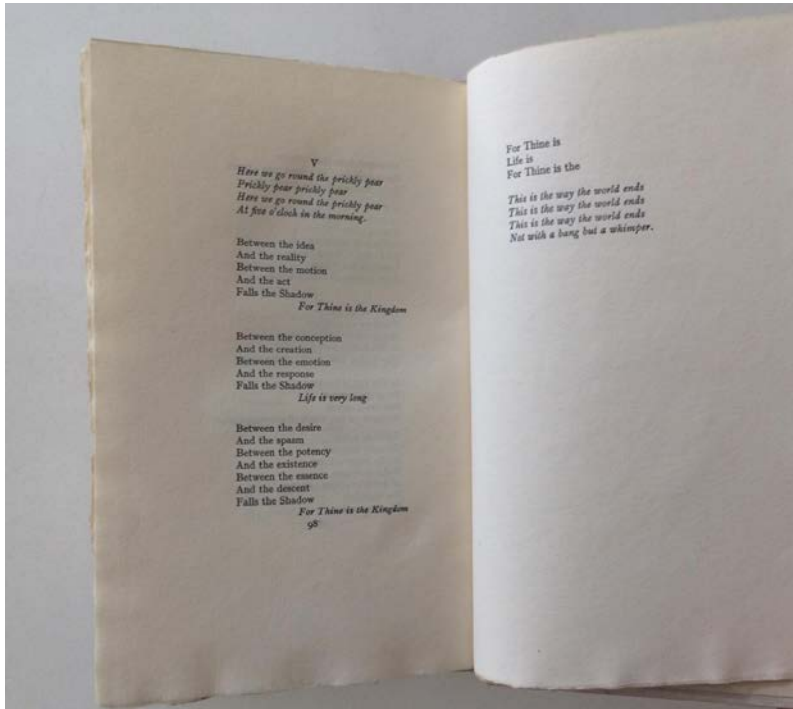 V
Here we go round the prickly pear
Prickly pear prickly pear
Here we go round the prickly pear
At five o'clock in the morning.
Between the idea
And the reality
Between the motion
And the act
Falls the Shadow
For Thine is the Kingdom
Between the conception
And the creation
Between the emotion
And the response
Falls the Shadow
Life is very long
Between the desire
And the spasm
Between the potency
And the existence
Between the essence
And the descent
Falls the Shadow
For Thine is the Kingdom
98
For Thine is
Life is
For Thine is the
This is the way the world ends
This is the way the world ends
This is the way the world ends
Not with a bang but a whimper.